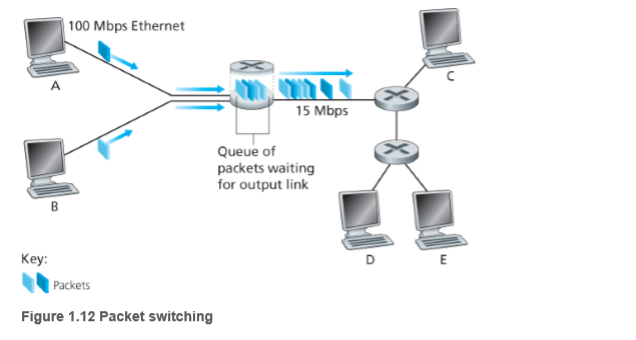 100 Mbps Ethernet
A
C
15 Mbps
Queue of
packets waiting
for output link
B
D
E
Key:
Packets
Figure 1.12 Packet switching